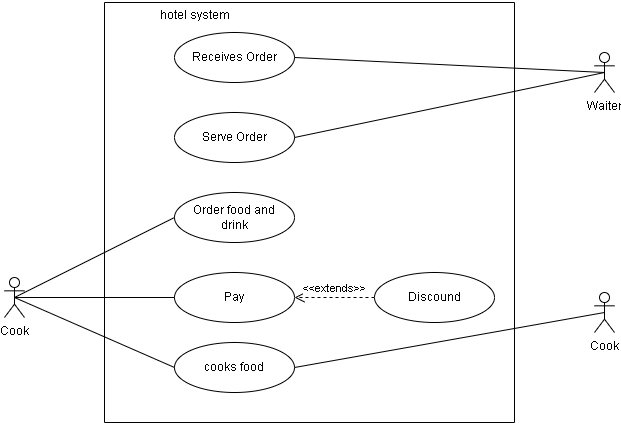 hotel system
Receives Order
Waiter
Serve Order
Order food and
drink
<<extends>>
Pay
Discound
Cook
Cook
cooks food